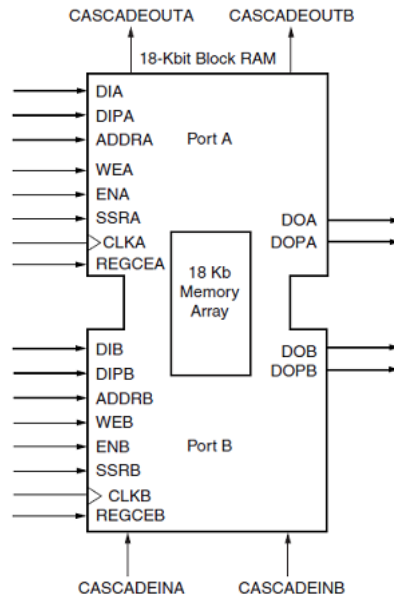 CASCADEOUTA CASCADEOUTB
18-Kbit Block RAM
DIA
DIPA
ADDRA
Port A
WEA
ENA
SSRA
CLKA
REGCEA
DOA
DOPA
18 Kb
Memory
Array
DIB
DIPB
ADDRB
WEB
ENB
SSRB
CLKB
REGCEB
DOB
DOPB
Port B
CASCADEINA CASCADEINB